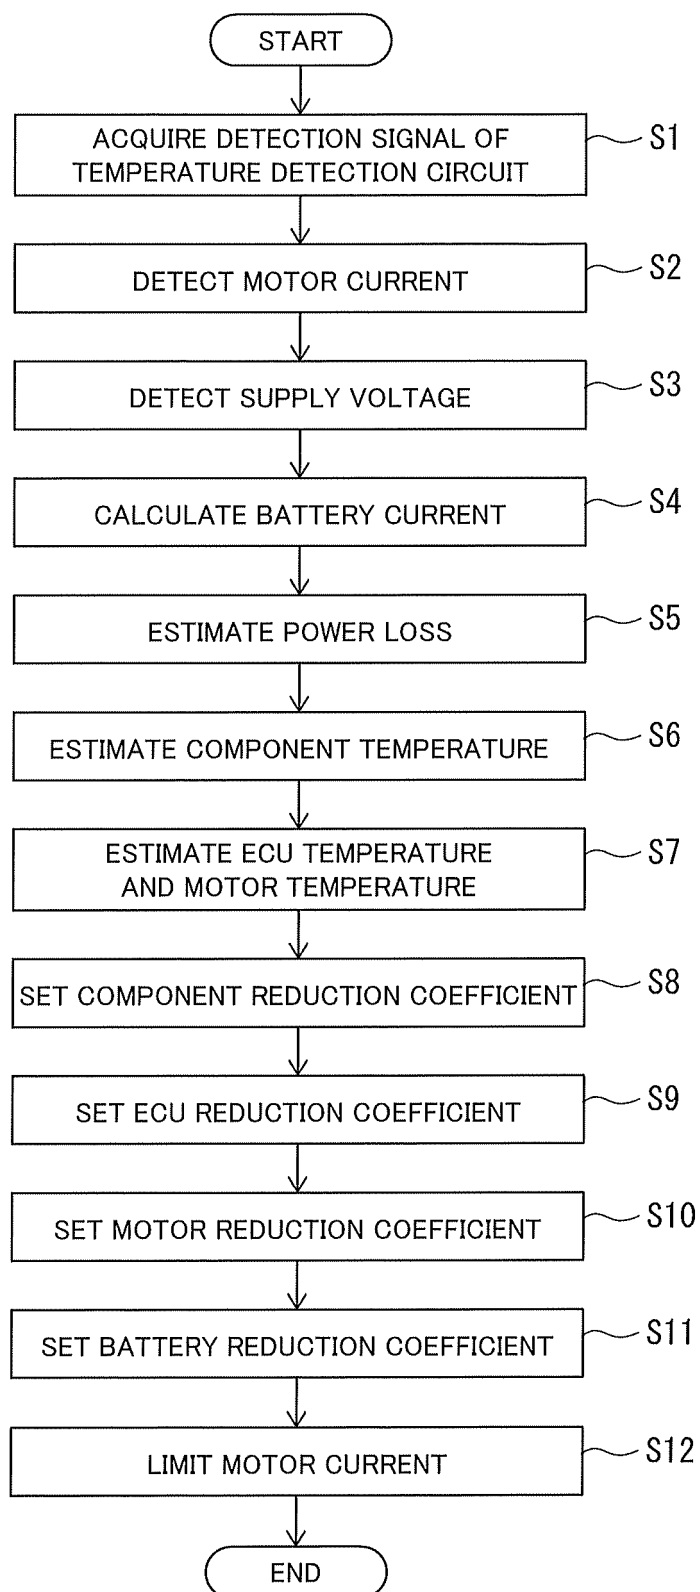 START
ACQUIRE DETECTION SIGNAL OF
TEMPERATURE DETECTION CIRCUIT
S1
DETECT MOTOR CURRENT
S2
DETECT SUPPLY VOLTAGE
S3
CALCULATE BATTERY CURRENT
S4
ESTIMATE POWER LOSS
S5
ESTIMATE COMPONENT TEMPERATURE
S6
ESTIMATE ECU TEMPERATURE
AND MOTOR TEMPERATURE
S7
SET COMPONENT REDUCTION COEFFICIENT
S8
SET ECU REDUCTION COEFFICIENT
S9
SET MOTOR REDUCTION COEFFICIENT
S10
SET BATTERY REDUCTION COEFFICIENT
S11
LIMIT MOTOR CURRENT
S12
END